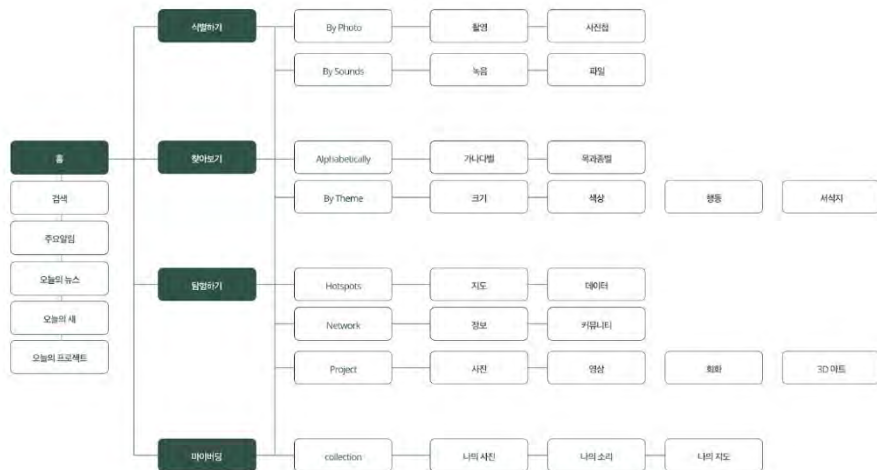 식별하기
By Photo
촬영
사진첩
By Sounds
녹음
파일
홈
찾아보기
Alphabetically
가나다별
목과종별
검색
By Theme
크기
색상
행동
서식지
주요알림
오늘의 뉴스
탐험하기
Hotspots
지도
데이터
오늘의 새
Network
정보
커뮤니티
오늘의 프로젝트
Project
사진
영상
회화
3D 아트
마이버딩
collection
나의 사진
나의 소리
나의 지도